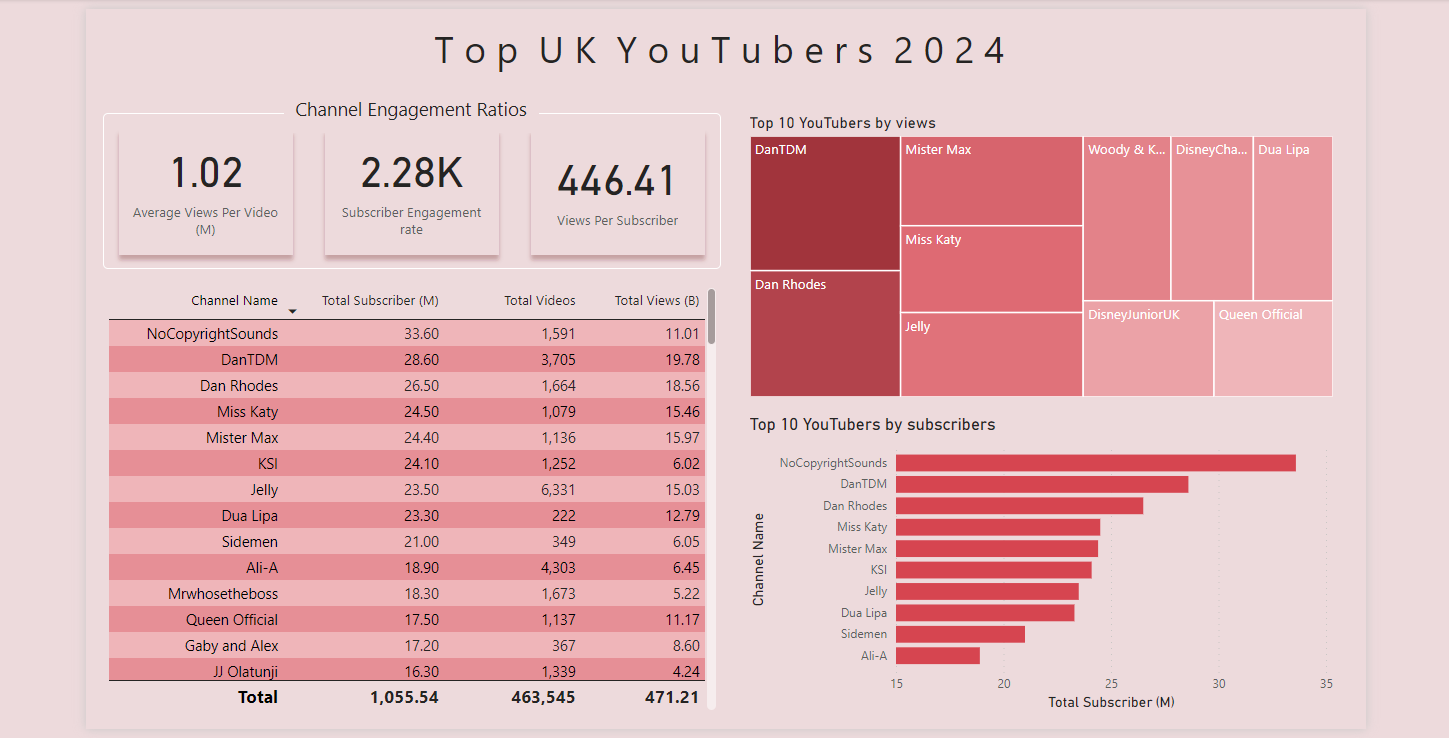 Top UK YouTubers 2024
Channel Engagement Ratios
1.02
Average Views Per Video
(M)
2.28K
Subscriber Engagement
rate
446.41
Views Per Subscriber
Channel Name Total Subscriber (M) Total Videos Total Views (B)
NoCopyrightSounds 33.60 1,591 11.01
DanTDM 28.60 3,705 19.78
Dan Rhodes 26.50 1,664 18.56
Miss Katy 24.50 1,079 15.46
Mister Max 24.40 1,136 15.97
KSI 24.10 1,252 6.02
Jelly 23.50 6,331 15.03
Dua Lipa 23.30 222 12.79
Sidemen 21.00 349 6.05
Ali-A 18.90 4,303 6.45
Mrwhosetheboss 18.30 1,673 5.22
Queen Official 17.50 1,137 11.17
Gaby and Alex 17.20 367 8.60
JJ Olatunji 16.30 1,339 4.24
Total 1,055.54 463,545 471.21
Top 10 YouTubers by views
DanTDM
Dan Rhodes
Mister Max
Miss Katy
Jelly
Woody & K...
DisneyCha...
Dua Lipa
DisneyJuniorUK
Queen Official
Top 10 YouTubers by subscribers
Channel Name
NoCopyrightSounds
DanTDM
Dan Rhodes
Miss Katy
Mister Max
KSI
Jelly
Dua Lipa
Sidemen
Ali-A
15 20 25 30 35
Total Subscriber (M)